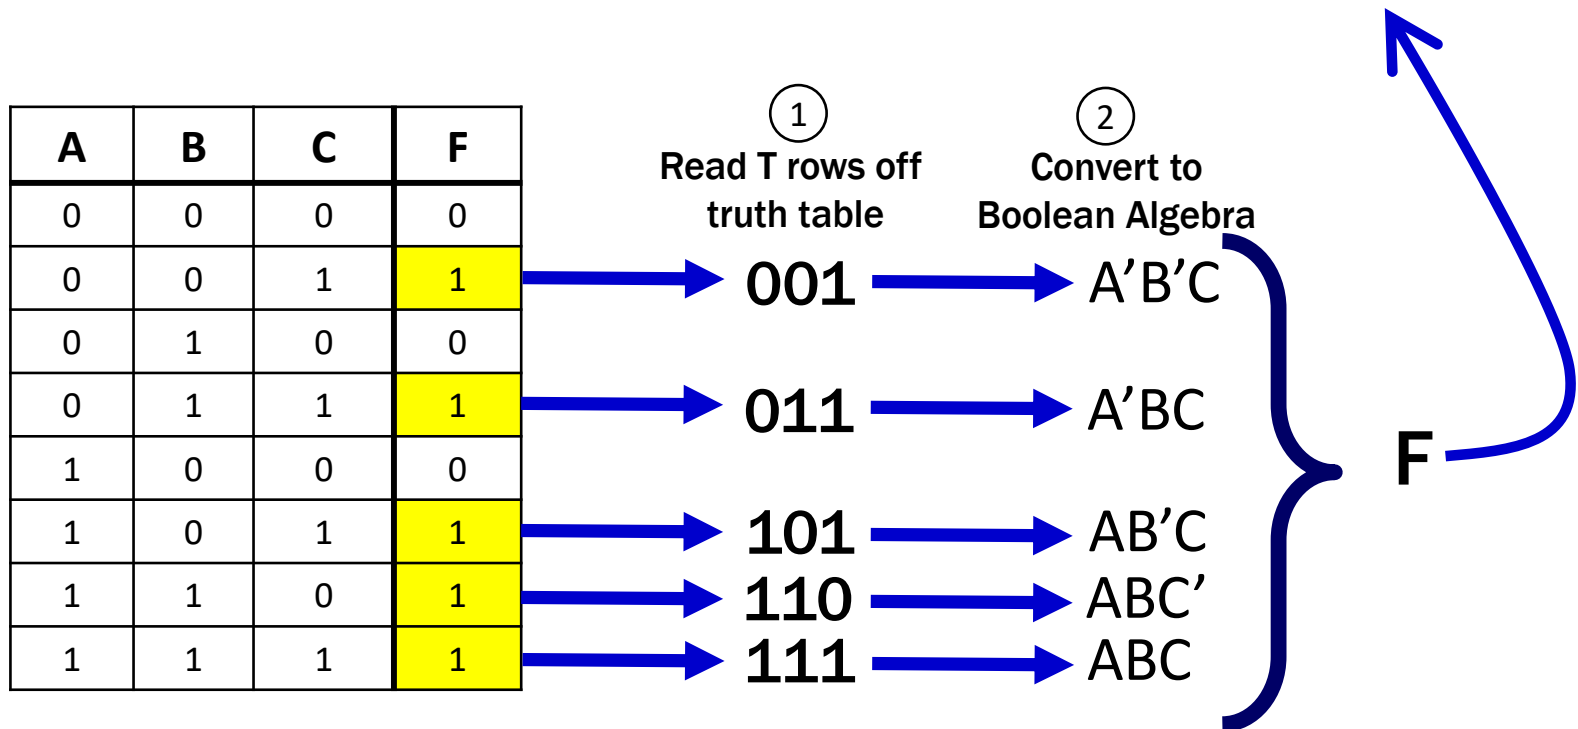 1 2
Read T rows off Convert to
truth table Boolean Algebra
A B C F
0 0 0 0
0 0 1 1 001 A’B’C
0 1 0 0
0 1 1 1 011 A’BC
1 0 0 0 F
1 0 1 1 101 AB’C
1 1 0 1 110 ABC’
1 1 1 1 111 ABC